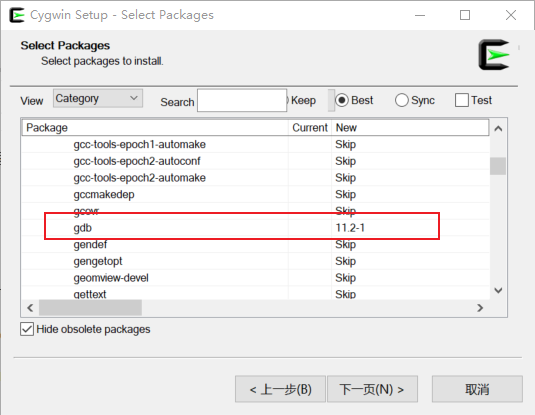 Cygwin Setup - Select Packages
Select Packages
Select packages to install.
View Category Search Keep Best Sync Test
Package Current New
gcc-tools-epoch1-automake Skip
gcc-tools-epoch2-autoconf Skip
gcc-tools-epoch2-automake Skip
gccmakedep Skip
gcovr Skip
gdb 11.2-1
gendef Skip
gengetopt Skip
geomview-devel Skip
gettext Skip
Hide obsolete packages
< 上一步(B) 下一页(N) > 取消